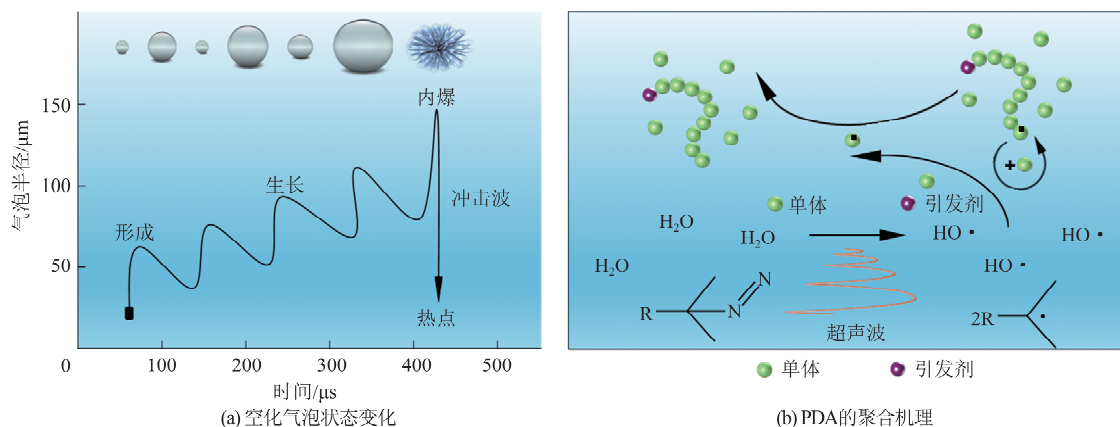 内爆
150
100
50
0
气泡半径/μm
形成
生长
冲击波
热点
100
200
300
400
500
时间/μs
(a) 空化气泡状态变化
+
单体
引发剂
H₂O
H₂O
H₂O
HO·
HO·
HO·
R
N
N
超声波
2R
·
单体
引发剂
(b) PDA的聚合机理